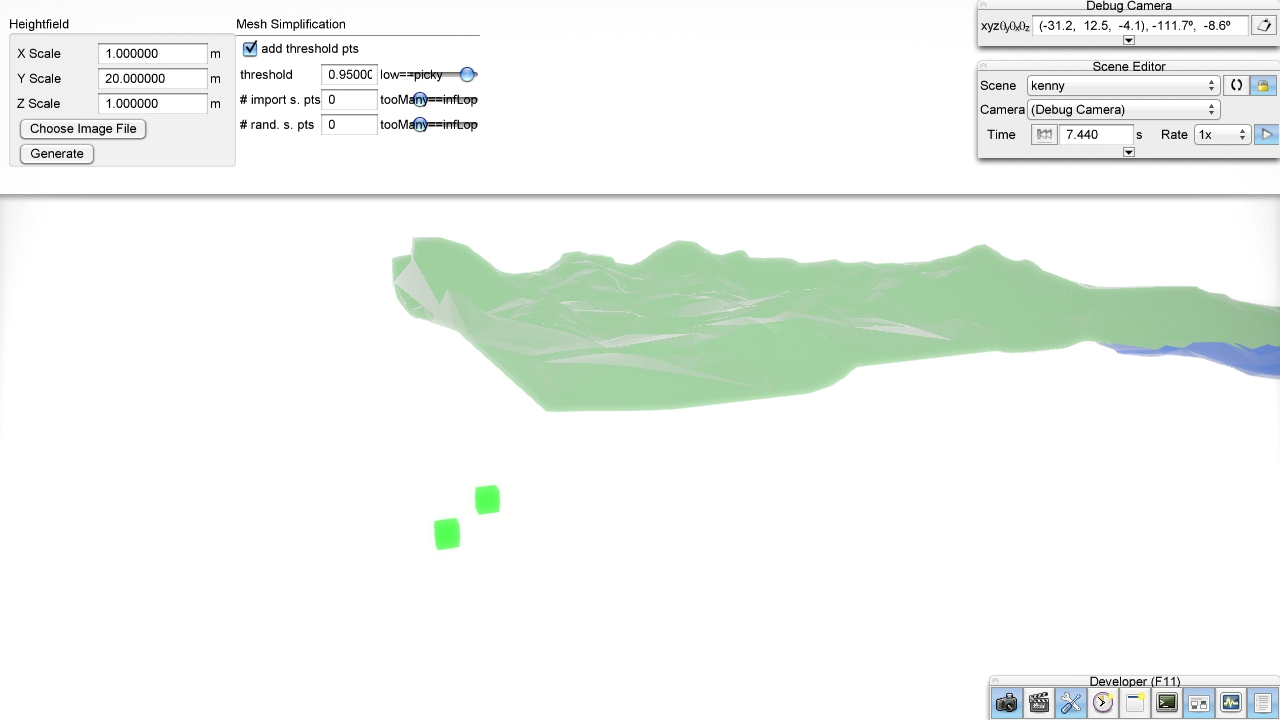 Heightfield
X Scale 1.000000 m
Y Scale 20.000000 m
Z Scale 1.000000 m
Choose Image File
Generate
Mesh Simplification
add threshold pts
threshold 0.95000 low==picky
# import s. pts 0 tooMany==infLop
# rand. s. pts 0 tooMany==infLop
Debug Camera
(-31.2, 12.5, -4.1), -111.7º, -8.6º
Scene Editor
Scene kenny
Camera (Debug Camera)
Time 7.440 s Rate 1x
Developer (F11)